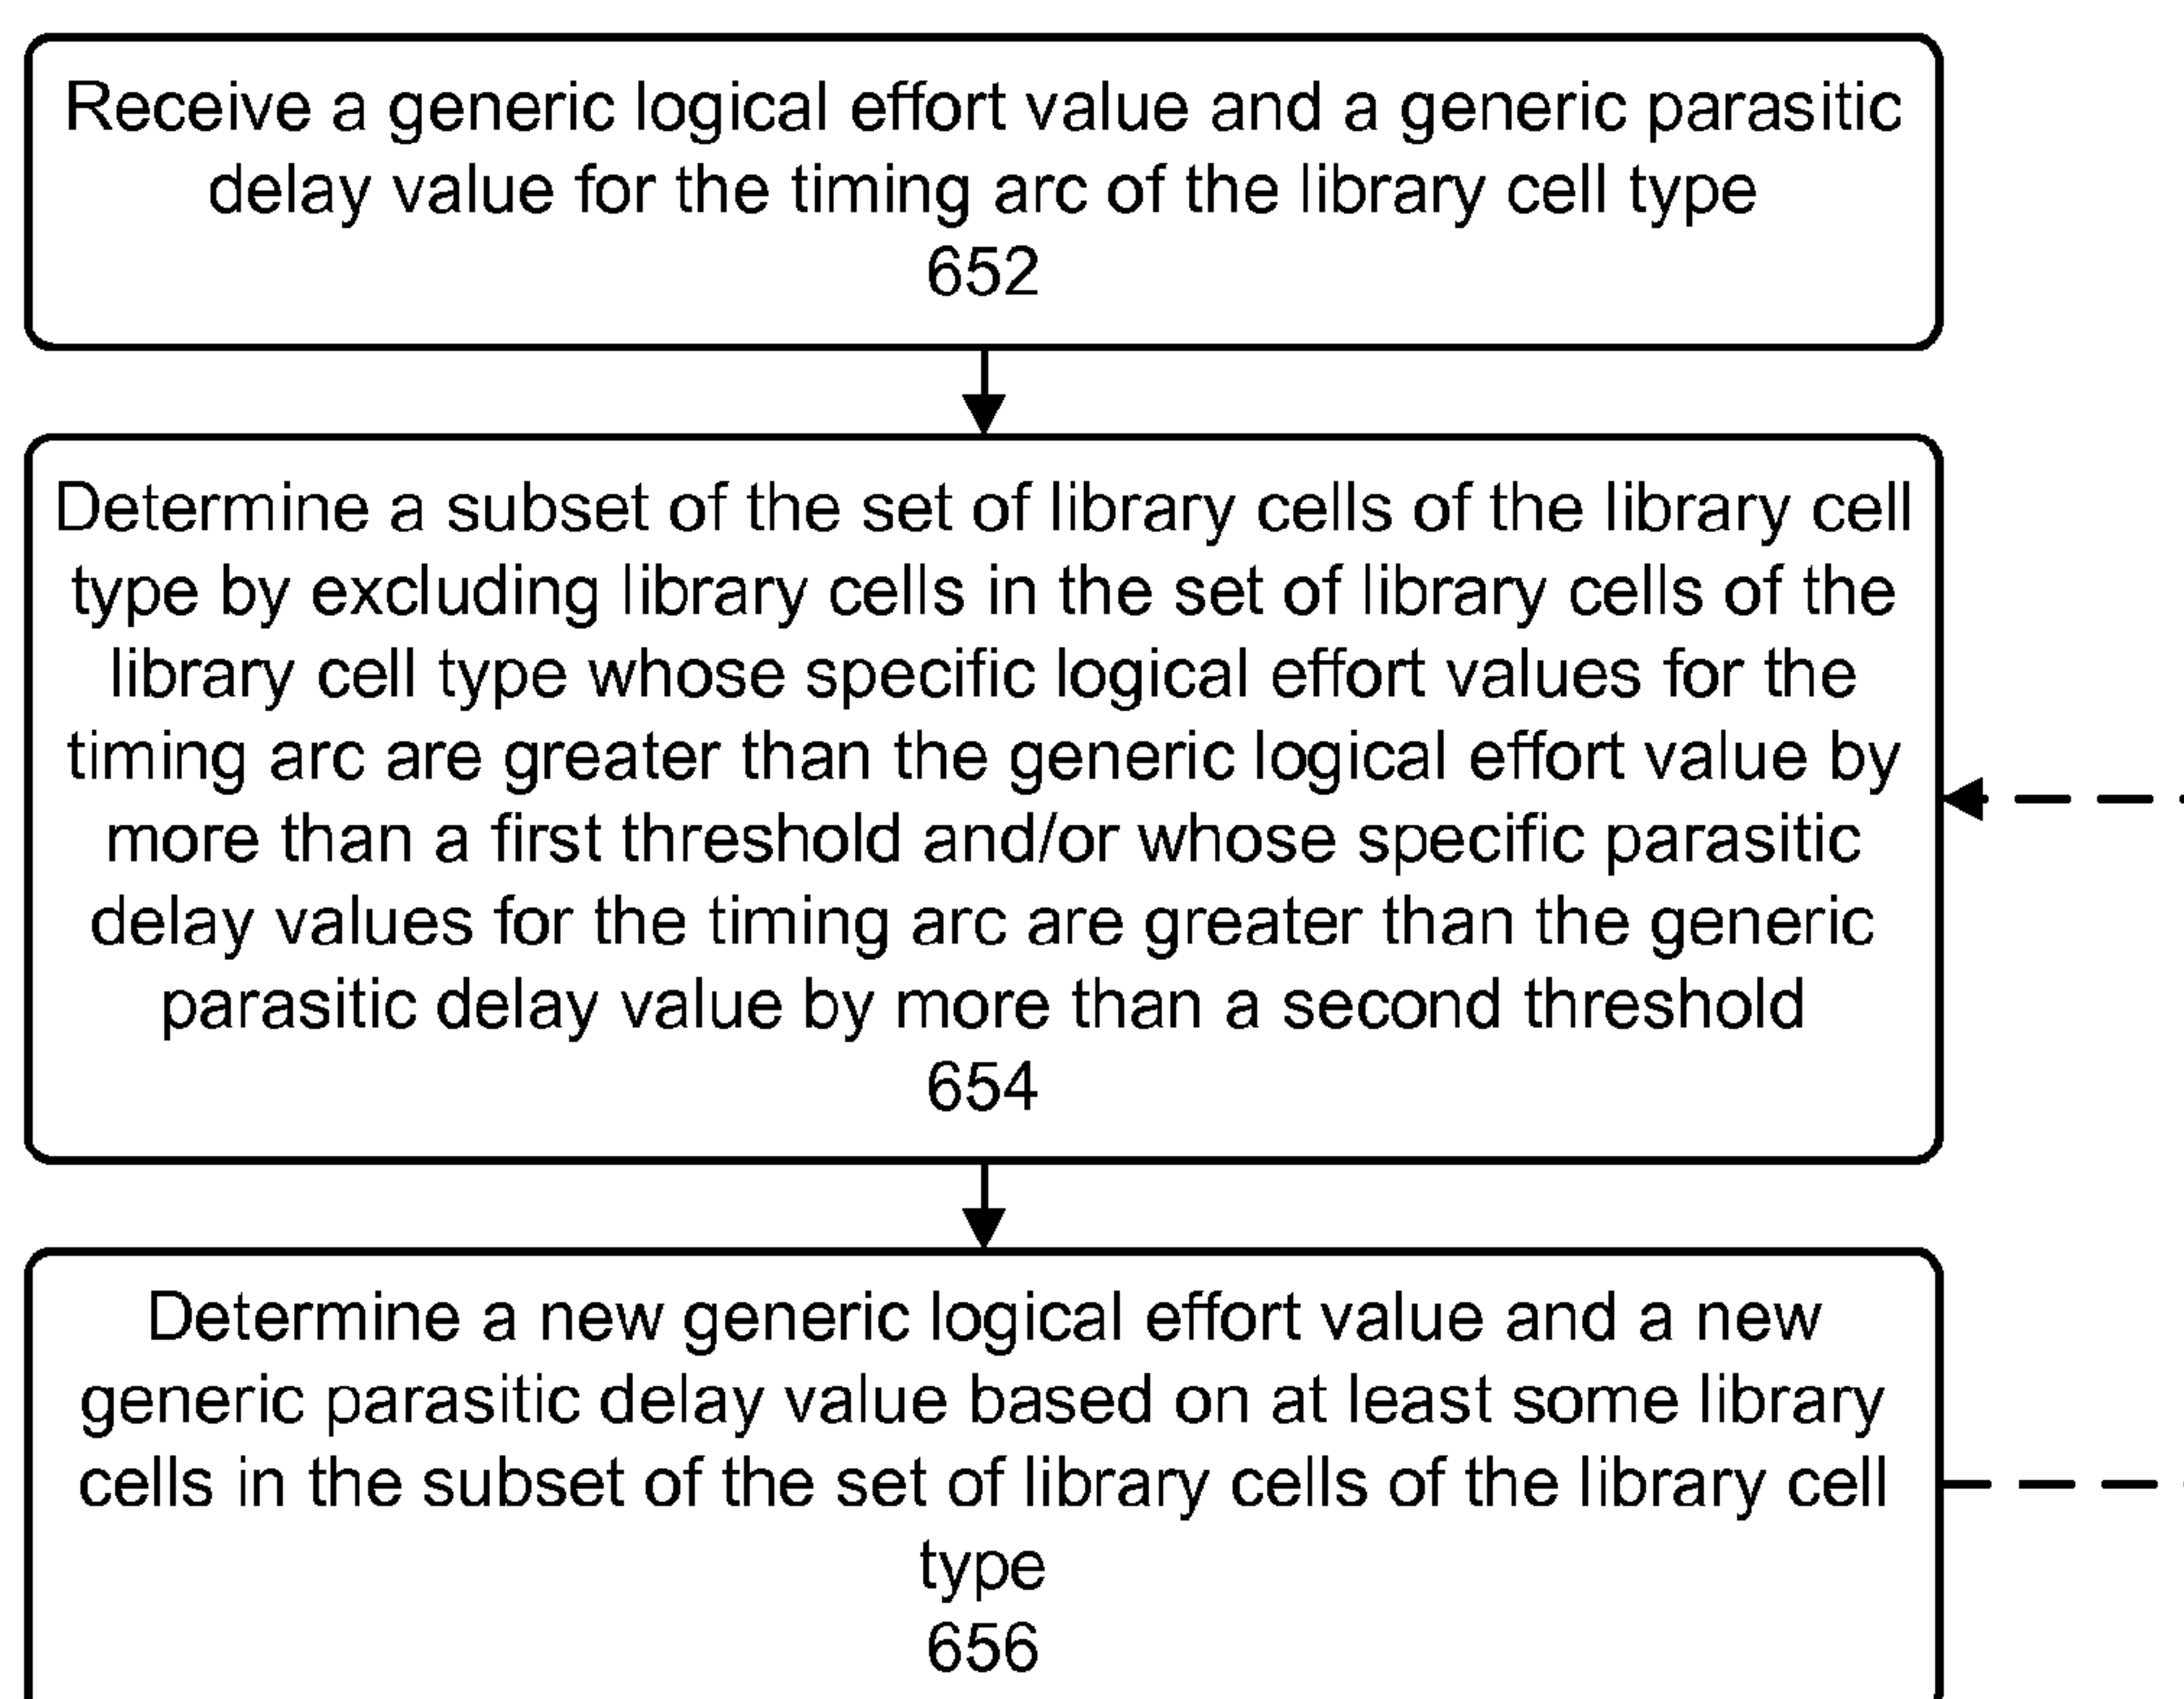 Receive a generic logical effort value and a generic parasitic
delay value for the timing arc of the library cell type
652
Determine a subset of the set of library cells of the library cell
type by excluding library cells in the set of library cells of the
library cell type whose specific logical effort values for the
timing arc are greater than the generic logical effort value by
more than a first threshold and/or whose specific parasitic
delay values for the timing arc are greater than the generic
parasitic delay value by more than a second threshold
654
Determine a new generic logical effort value and a new
generic parasitic delay value based on at least some library
cells in the subset of the set of library cells of the library cell
type
656